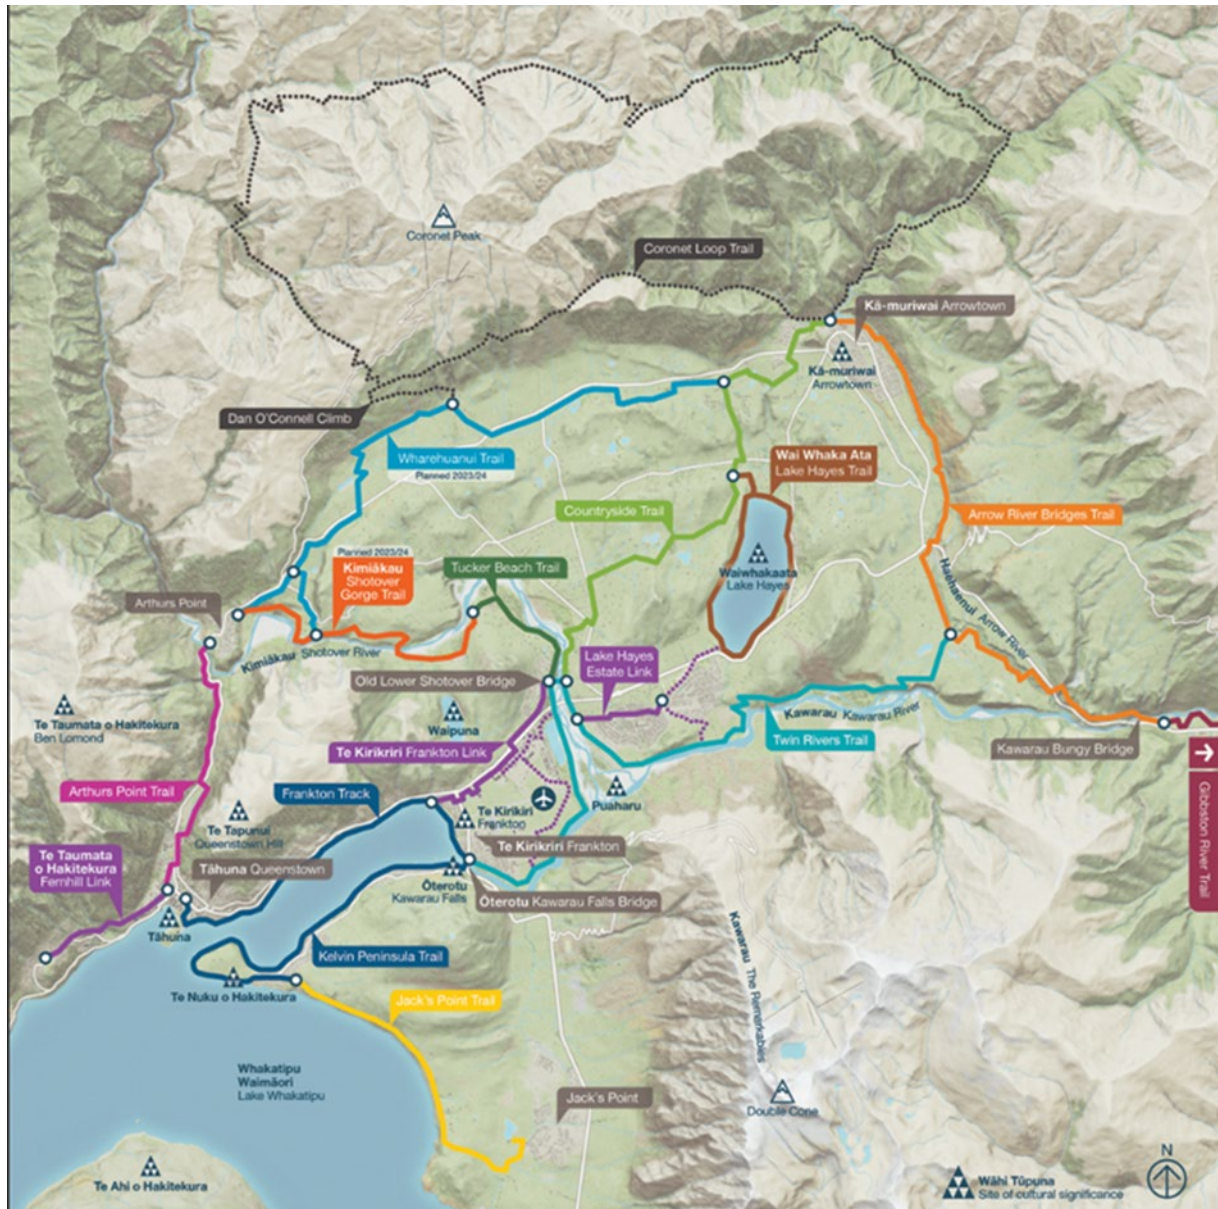 Coronet Peak
Coronet Loop Trail
Kā-muriwai Arrowtown
Kā-muriwai
Arrowtown
Dan O'Connell Climb
Wharehuanui Trail
Planned 2023/24
Wai Whaka Ata
Lake Hayes Trail
Countryside Trail
Arrow River Bridges Trail
Planned 2023/24
Kimiākau
Shotover
Gorge Trail
Tucker Beach Trail
Waiwhakaata
Lake Hayes
Haehaenui Arrow River
Arthurs Point
Kimiākau Shotover River
Lake Hayes
Estate Link
Old Lower Shotover Bridge
Te Taumata o Hakitekura
Ben Lomond
Waipuna
Kawarau Kawarau River
Te Kirikriri Frankton Link
Twin Rivers Trail
Kawarau Bungy Bridge
Arthurs Point Trail
Frankton Track
Puaharu
Gibbston River Trail
Te Kirikiri
Frankton
Te Tapunui
Queenstown Hill
Te Kirikriri Frankton
Te Taumata
o Hakitekura
Fernhill Link
Tāhuna Queenstown
Ōterotu
Kawarau Falls
Ōterotu Kawarau Falls Bridge
Tāhuna
Kelvin Peninsula Trail
Kawarau The Remarkables
Te Nuku o Hakitekura
Jack's Point Trail
Whakatipu
Waimāori
Lake Whakatipu
Jack's Point
Double Cone
Te Ahi o Hakitekura
N
Wāhi Tūpuna
Site of cultural significance